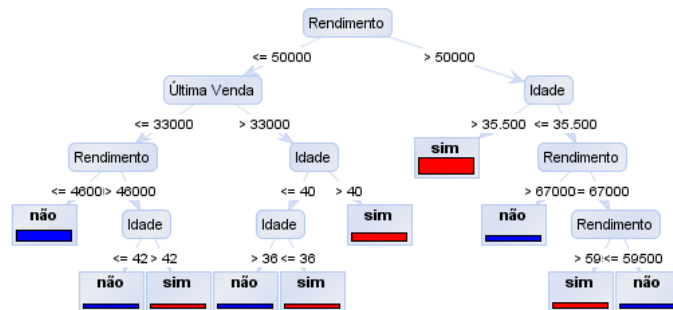 Rendimento
<= 50000 > 50000
Última Venda Idade
<= 33000 > 33000 > 35.500 <= 35.500
Rendimento Idade sim Rendimento
<= 4600 > 46000 <= 40 > 40 > 67000 = 67000
não Idade Idade sim não Rendimento
<= 42 > 42 > 36 <= 36 > 59 <= 59500
não sim não sim sim não